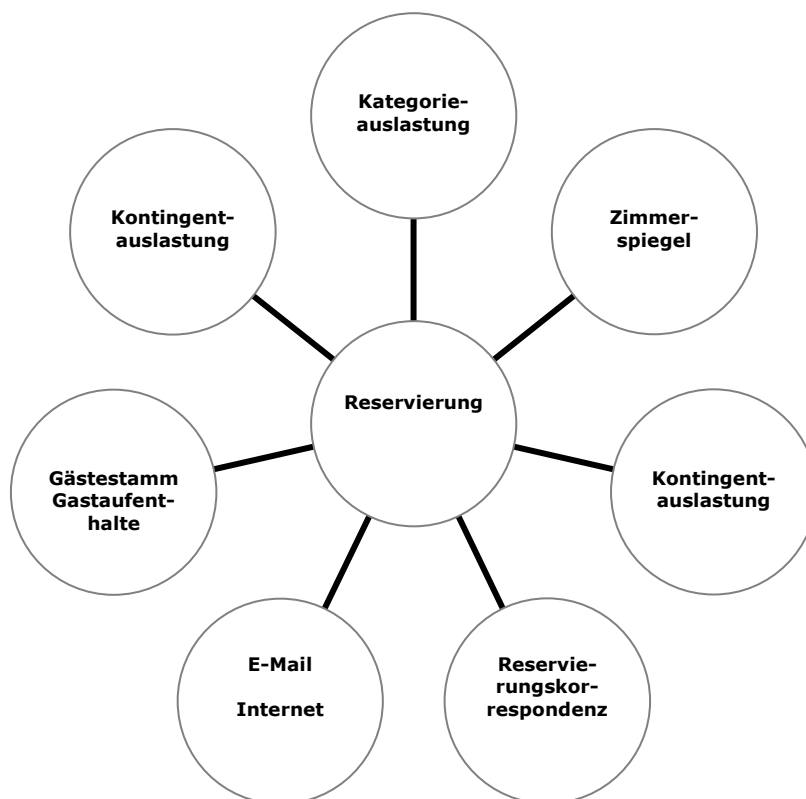 Kategorie-
auslastung
Kontingent-
auslastung
Zimmer-
spiegel
Reservierung
Gästestamm
Gastaufent-
halte
Kontingent-
auslastung
E-Mail
Internet
Reservie-
rungskor-
respondenz